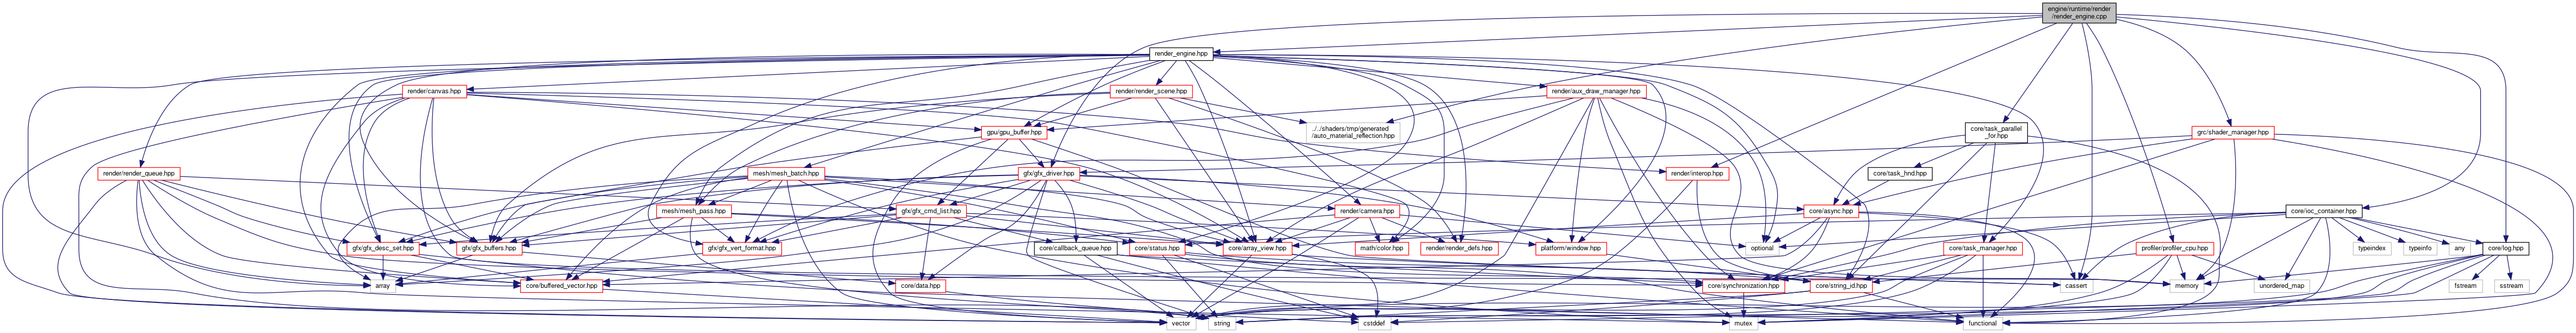 engine/runtime/render
/render_engine.cpp
render_engine.hpp
render/canvas.hpp
render/render_scene.hpp
render/aux_draw_manager.hpp
../../shaders/tmp/generated
/auto_material_reflection.hpp
core/task_parallel
_for.hpp
grc/shader_manager.hpp
gpu/gpu_buffer.hpp
render/render_queue.hpp
mesh/mesh_batch.hpp
gfx/gfx_driver.hpp
render/interop.hpp
core/task_hnd.hpp
mesh/mesh_pass.hpp
gfx/gfx_cmd_list.hpp
render/camera.hpp
core/async.hpp
core/ioc_container.hpp
gfx/gfx_desc_set.hpp
gfx/gfx_buffers.hpp
gfx/gfx_vert_format.hpp
core/callback_queue.hpp
core/status.hpp
core/array_view.hpp
math/color.hpp
render/render_defs.hpp
platform/window.hpp
optional
core/task_manager.hpp
profiler/profiler_cpu.hpp
typeindex
typeinfo
any
core/log.hpp
array
core/buffered_vector.hpp
core/data.hpp
core/synchronization.hpp
core/string_id.hpp
cassert
memory
unordered_map
fstream
sstream
vector
string
cstddef
mutex
functional